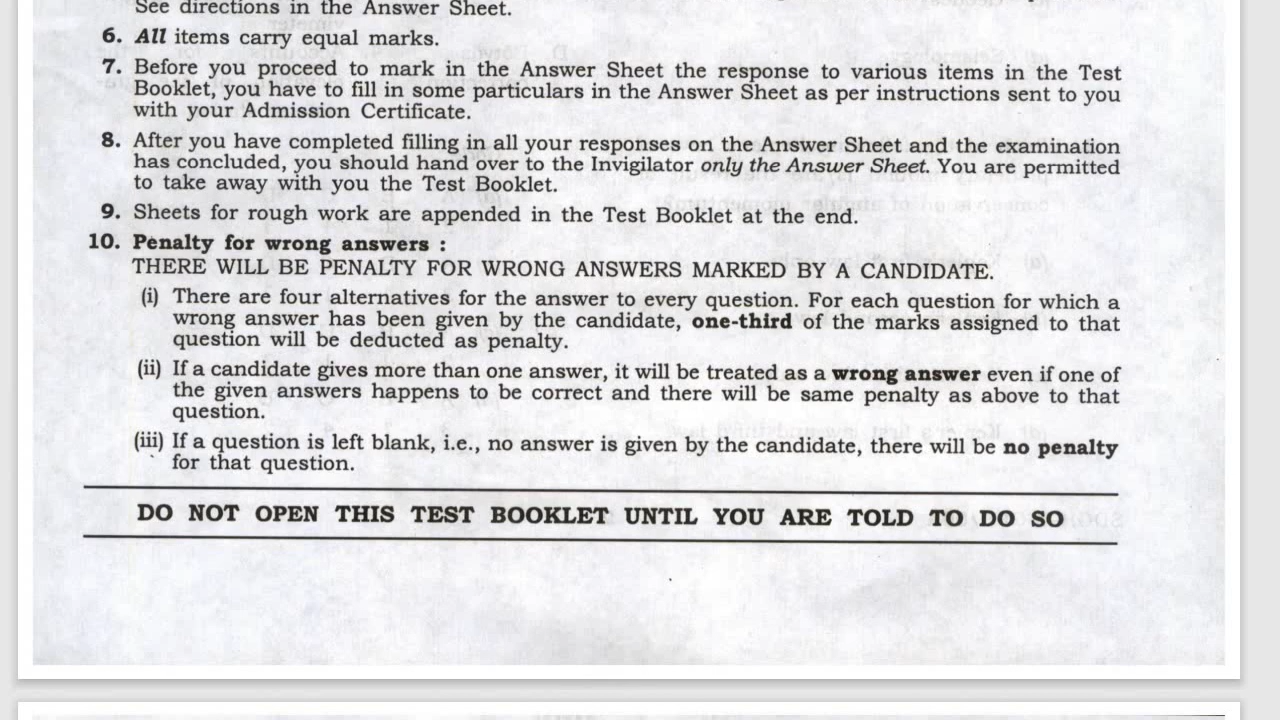 See directions in the Answer Sheet.
6. All items carry equal marks.
7. Before you proceed to mark in the Answer Sheet the response to various items in the Test
Booklet, you have to fill in some particulars in the Answer Sheet as per instructions sent to you
with your Admission Certificate.
8. After you have completed filling in all your responses on the Answer Sheet and the examination
has concluded, you should hand over to the Invigilator only the Answer Sheet. You are permitted
to take away with you the Test Booklet.
9. Sheets for rough work are appended in the Test Booklet at the end.
10. Penalty for wrong answers :
THERE WILL BE PENALTY FOR WRONG ANSWERS MARKED BY A CANDIDATE.
(i) There are four alternatives for the answer to every question. For each question for which a
wrong answer has been given by the candidate, one-third of the marks assigned to that
question will be deducted as penalty.
(ii) If a candidate gives more than one answer, it will be treated as a wrong answer even if one of
the given answers happens to be correct and there will be same penalty as above to that
question.
(iii) If a question is left blank, i.e., no answer is given by the candidate, there will be no penalty
for that question.
DO NOT OPEN THIS TEST BOOKLET UNTIL YOU ARE TOLD TO DO SO